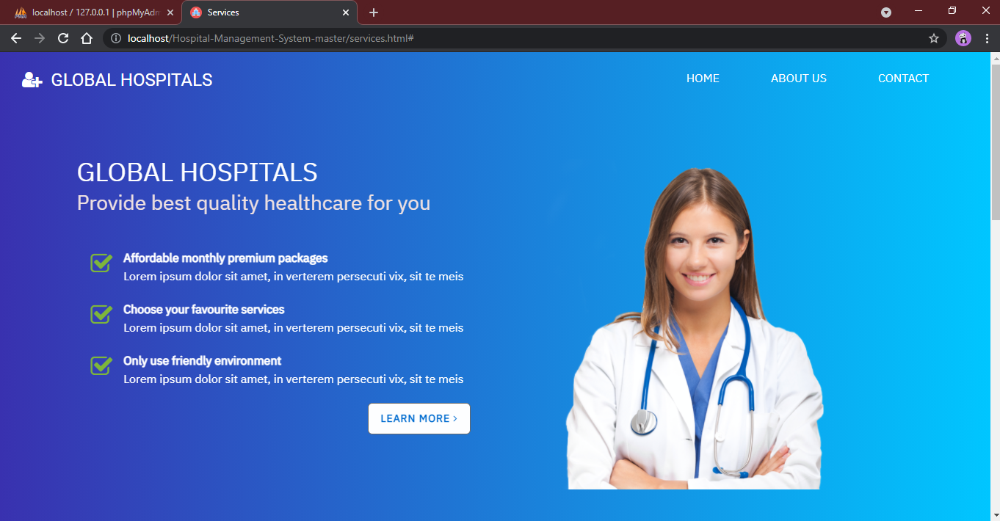 localhost / 127.0.0.1 | phpMyAdm
Services
localhost/Hospital-Management-System-master/services.html#
GLOBAL HOSPITALS
HOME
ABOUT US
CONTACT
GLOBAL HOSPITALS
Provide best quality healthcare for you
Affordable monthly premium packages
Lorem ipsum dolor sit amet, in verterem persecuti vix, sit te meis
Choose your favourite services
Lorem ipsum dolor sit amet, in verterem persecuti vix, sit te meis
Only use friendly environment
Lorem ipsum dolor sit amet, in verterem persecuti vix, sit te meis
LEARN MORE >